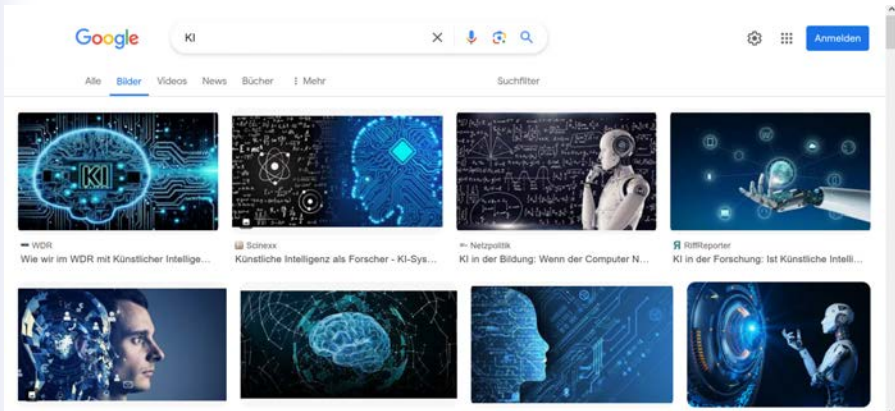 Google
KI
Anmelden
Alle Bilder Videos News Bücher Mehr Suchfilter
KI
WDR
Wie wir im WDR mit Künstlicher Intellige...
Scinexx
Künstliche Intelligenz als Forscher - KI-Sys...
Netzpolitik
KI in der Bildung: Wenn der Computer N...
RiffReporter
KI in der Forschung: Ist Künstliche Intelli...